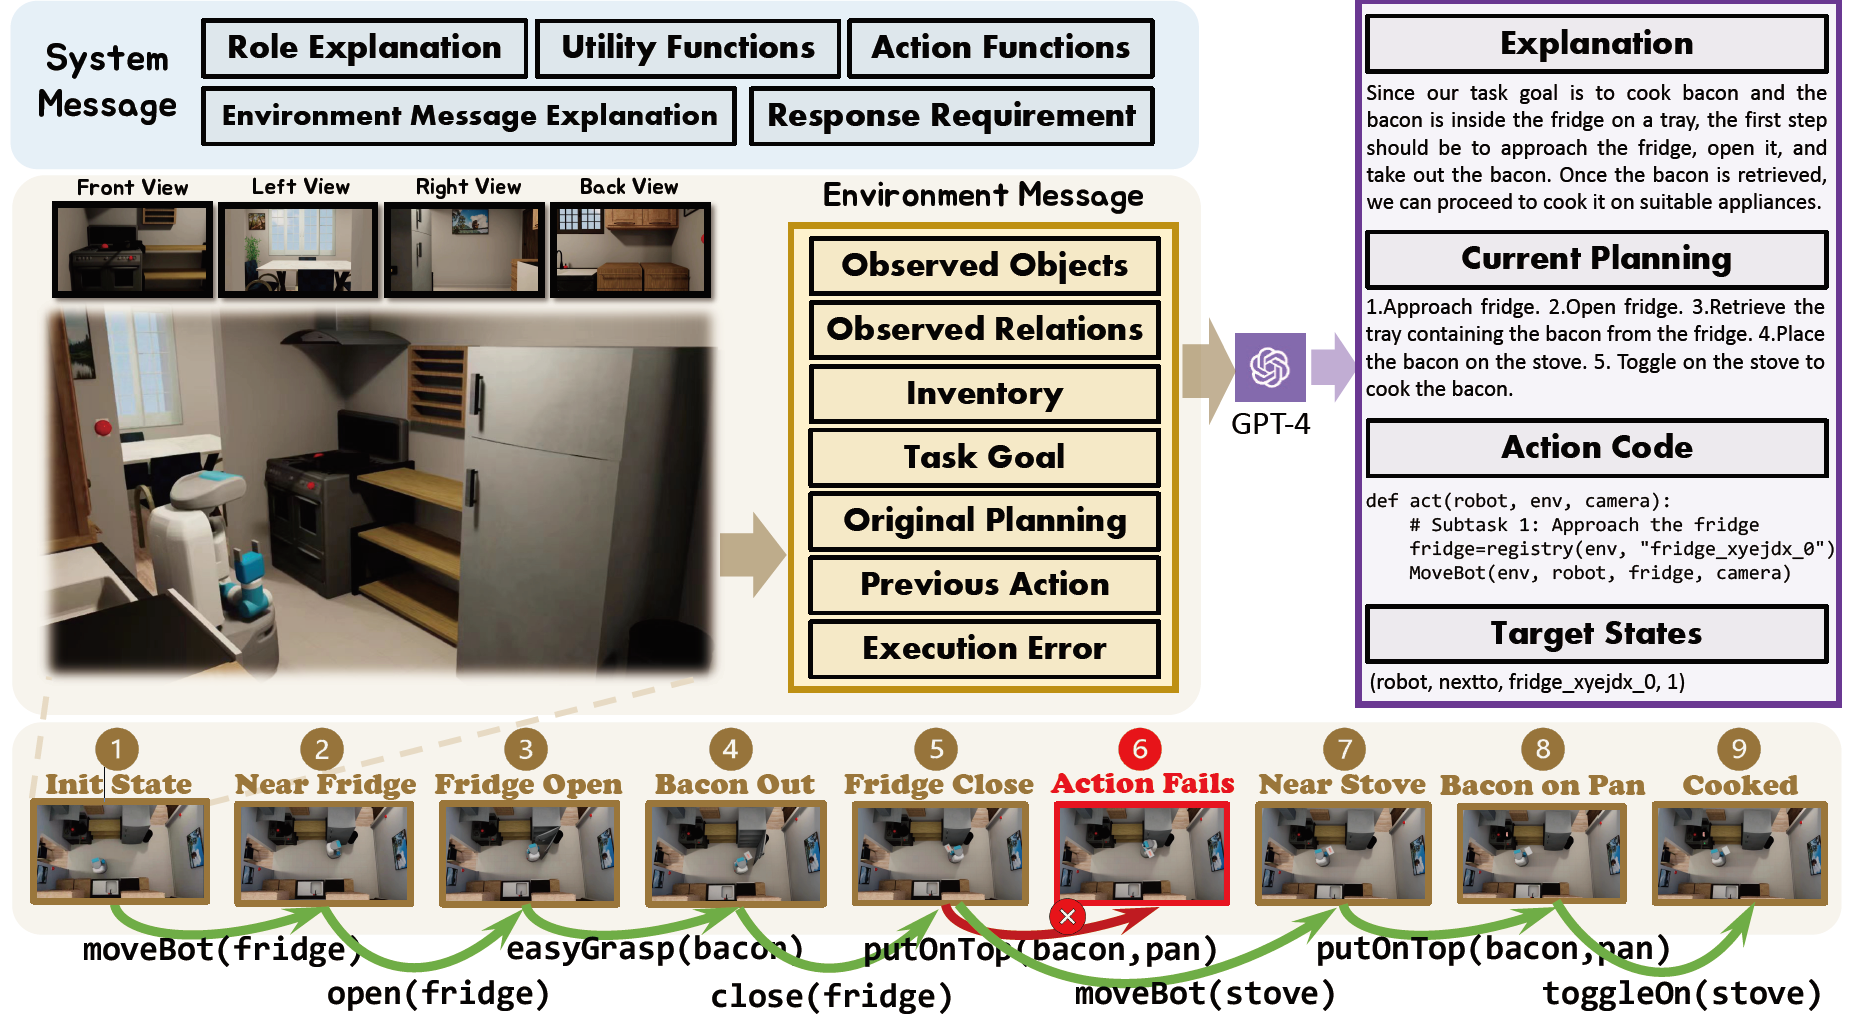 System
Message
Role Explanation
Utility Functions
Action Functions
Environment Message Explanation
Response Requirement
Front View
Left View
Right View
Back View
Environment Message
Observed Objects
Observed Relations
Inventory
Task Goal
Original Planning
Previous Action
Execution Error
GPT-4
Explanation
Since our task goal is to cook bacon and the
bacon is inside the fridge on a tray, the first step
should be to approach the fridge, open it, and
take out the bacon. Once the bacon is retrieved,
we can proceed to cook it on suitable appliances.
Current Planning
1.Approach fridge. 2.Open fridge. 3.Retrieve the
tray containing the bacon from the fridge. 4.Place
the bacon on the stove. 5. Toggle on the stove to
cook the bacon.
Action Code
def act(robot, env, camera):
# Subtask 1: Approach the fridge
fridge=registry(env, "fridge_xyejdx_0")
MoveBot(env, robot, fridge, camera)
Target States
(robot, nextto, fridge_xyejdx_0, 1)
1
Init State
2
Near Fridge
3
Fridge Open
4
Bacon Out
5
Fridge Close
6
Action Fails
7
Near Stove
8
Bacon on Pan
9
Cooked
moveBot(fridge)
open(fridge)
easyGrasp(bacon)
close(fridge)
putOnTop(bacon,pan)
moveBot(stove)
putOnTop(bacon,pan)
toggleOn(stove)